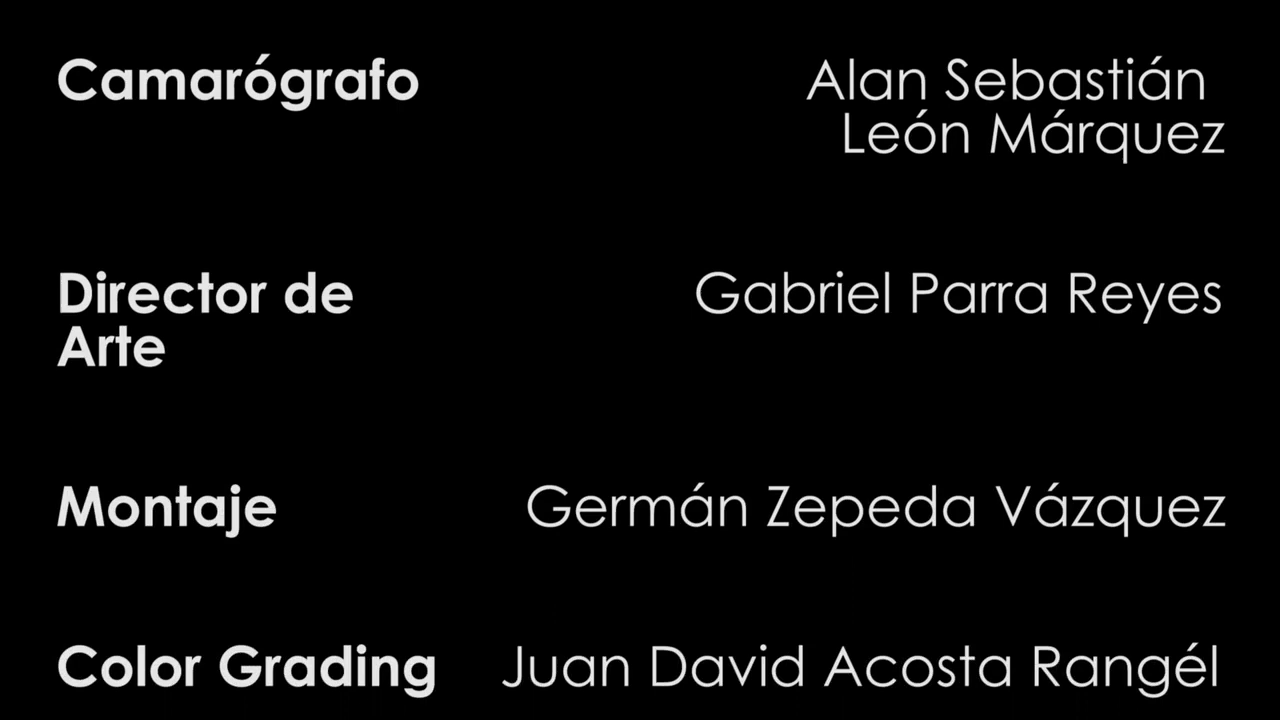 Camarógrafo Alan Sebastián
León Márquez
Director de Gabriel Parra Reyes
Arte
Montaje Germán Zepeda Vázquez
Color Grading Juan David Acosta Rangél